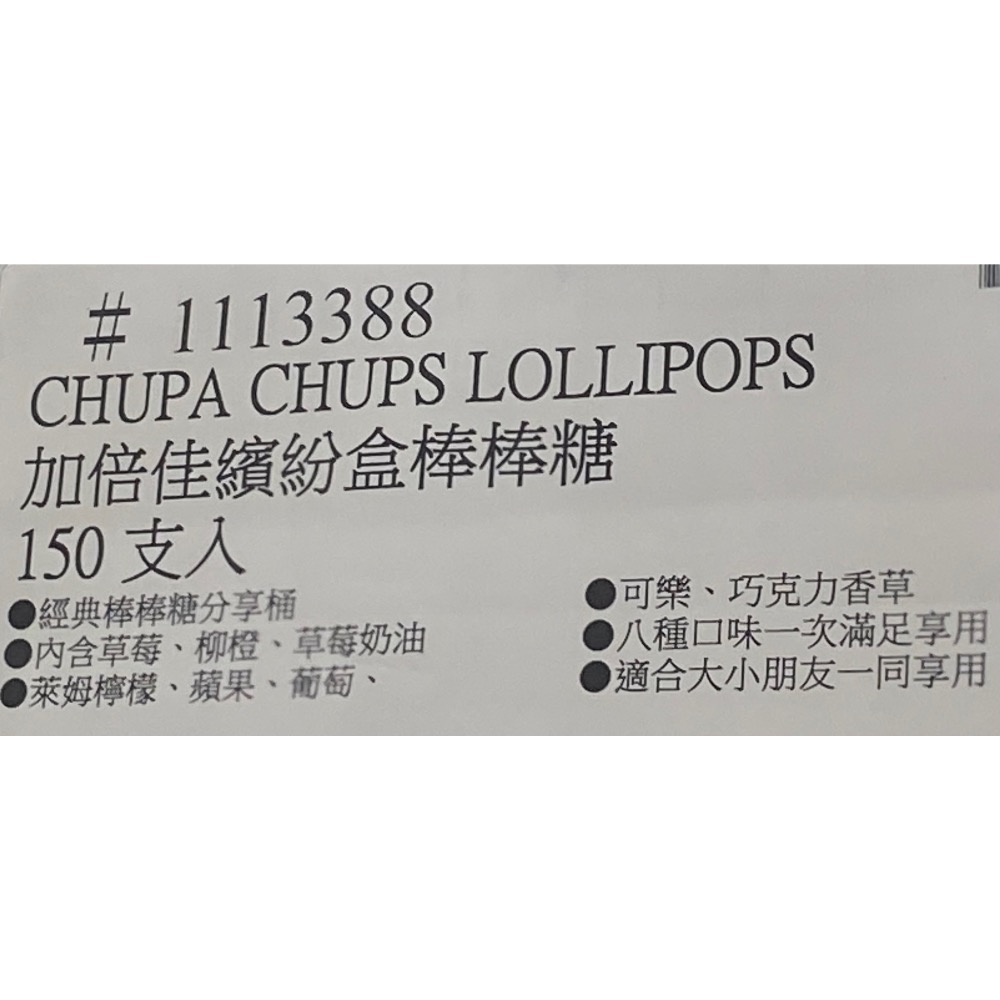 # 1113388
CHUPA CHUPS LOLLIPOPS
加倍佳繽紛盒棒棒糖
150 支入
●經典棒棒糖分享桶
●內含草莓、柳橙、草莓奶油
●萊姆檸檬、蘋果、葡萄、
●可樂、巧克力香草
●八種口味一次滿足享用
●適合大小朋友一同享用